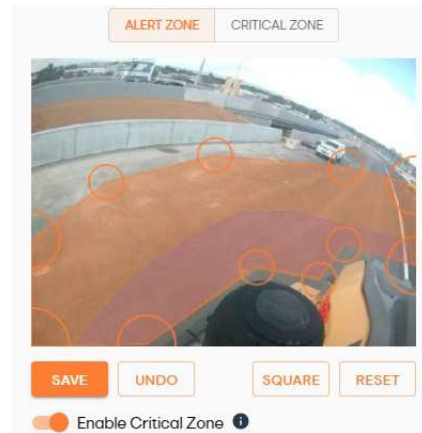 ALERT ZONE CRITICAL ZONE
SAVE UNDO SQUARE RESET
Enable Critical Zone i